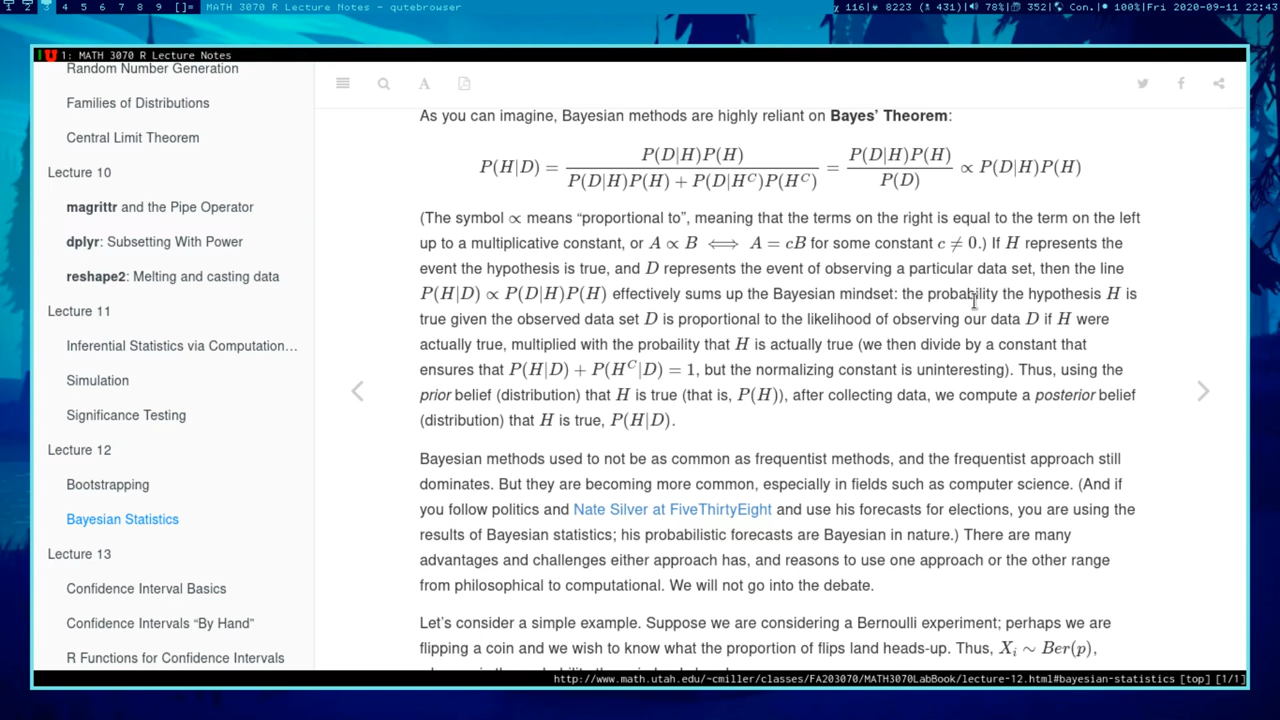 1 2 3 4 5 6 7 8 9 []= MATH 3070 R Lecture Notes - qutebrowser
116| 8223 ( 431)| 78%| 352| Con.| 100%|Fri 2020-09-11 22:43
1: MATH 3070 R Lecture Notes
Random Number Generation
Families of Distributions
Central Limit Theorem
Lecture 10
magrittr and the Pipe Operator
dplyr: Subsetting With Power
reshape2: Melting and casting data
Lecture 11
Inferential Statistics via Computation…
Simulation
Significance Testing
Lecture 12
Bootstrapping
Bayesian Statistics
Lecture 13
Confidence Interval Basics
Confidence Intervals “By Hand”
R Functions for Confidence Intervals
As you can imagine, Bayesian methods are highly reliant on Bayes’ Theorem:
P(H|D) = P(D|H)P(H) / P(D|H)P(H) + P(D|H^C)P(H^C) = P(D|H)P(H) / P(D) ∝ P(D|H)P(H)
(The symbol ∝ means “proportional to”, meaning that the terms on the right is equal to the term on the left
up to a multiplicative constant, or A ∝ B ⟺ A = cB for some constant c ≠ 0.) If H represents the
event the hypothesis is true, and D represents the event of observing a particular data set, then the line
P(H|D) ∝ P(D|H)P(H) effectively sums up the Bayesian mindset: the probability the hypothesis H is
true given the observed data set D is proportional to the likelihood of observing our data D if H were
actually true, multiplied with the probaility that H is actually true (we then divide by a constant that
ensures that P(H|D) + P(H^C|D) = 1, but the normalizing constant is uninteresting). Thus, using the
prior belief (distribution) that H is true (that is, P(H)), after collecting data, we compute a posterior belief
(distribution) that H is true, P(H|D).
Bayesian methods used to not be as common as frequentist methods, and the frequentist approach still
dominates. But they are becoming more common, especially in fields such as computer science. (And if
you follow politics and Nate Silver at FiveThirtyEight and use his forecasts for elections, you are using the
results of Bayesian statistics; his probabilistic forecasts are Bayesian in nature.) There are many
advantages and challenges either approach has, and reasons to use one approach or the other range
from philosophical to computational. We will not go into the debate.
Let’s consider a simple example. Suppose we are considering a Bernoulli experiment; perhaps we are
flipping a coin and we wish to know what the proportion of flips land heads-up. Thus, X_i ∼ Ber(p),
http://www.math.utah.edu/~cmiller/classes/FA203070/MATH3070LabBook/lecture-12.html#bayesian-statistics [top] [1/1]